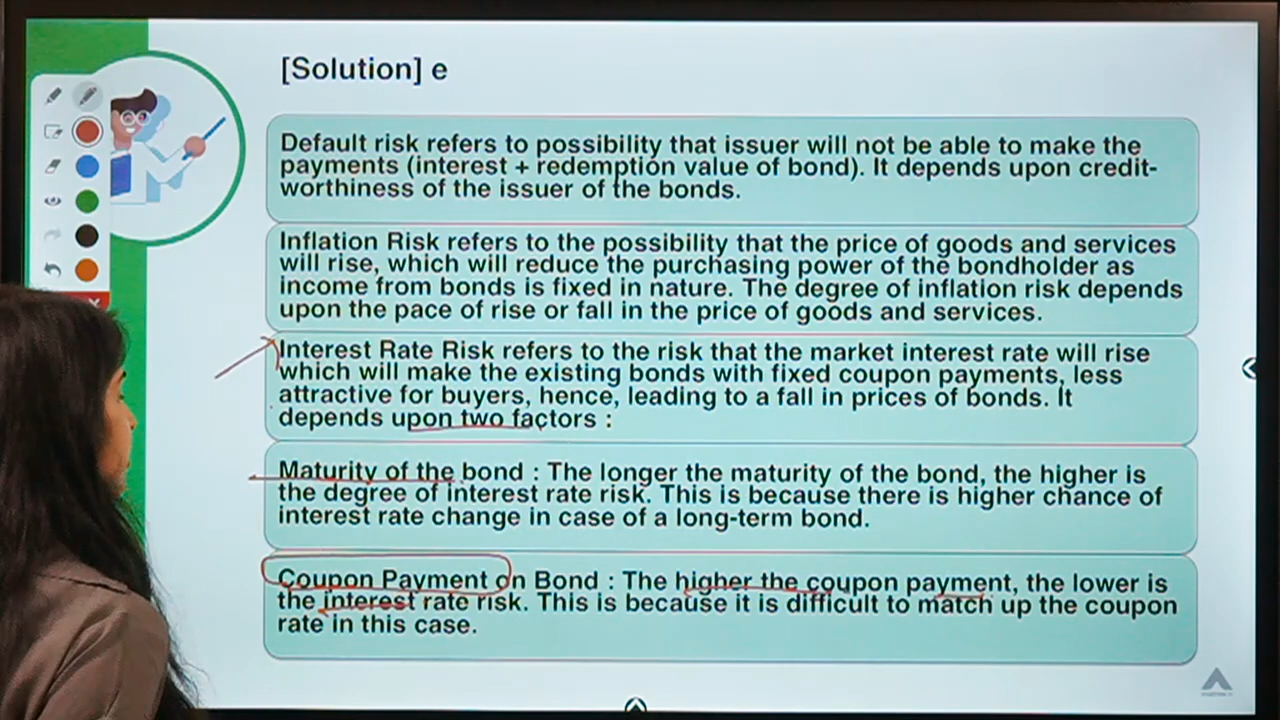 [Solution] e
Default risk refers to possibility that issuer will not be able to make the
payments (interest + redemption value of bond). It depends upon credit-
worthiness of the issuer of the bonds.
Inflation Risk refers to the possibility that the price of goods and services
will rise, which will reduce the purchasing power of the bondholder as
income from bonds is fixed in nature. The degree of inflation risk depends
upon the pace of rise or fall in the price of goods and services.
Interest Rate Risk refers to the risk that the market interest rate will rise
which will make the existing bonds with fixed coupon payments, less
attractive for buyers, hence, leading to a fall in prices of bonds. It
depends upon two factors :
Maturity of the bond : The longer the maturity of the bond, the higher is
the degree of interest rate risk. This is because there is higher chance of
interest rate change in case of a long-term bond.
Coupon Payment on Bond : The higher the coupon payment, the lower is
the interest rate risk. This is because it is difficult to match up the coupon
rate in this case.